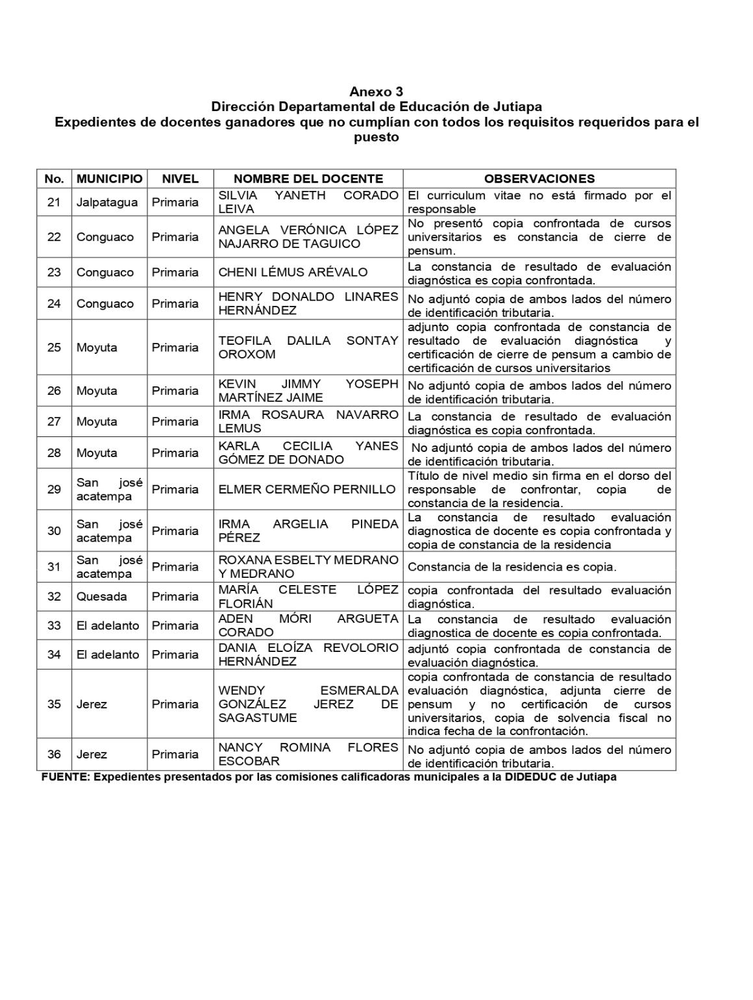 Anexo 3
Dirección Departamental de Educación de Jutiapa
Expedientes de docentes ganadores que no cumplían con todos los requisitos requeridos para el
puesto
No. MUNICIPIO NIVEL NOMBRE DEL DOCENTE OBSERVACIONES
21 Jalpatagua Primaria SILVIA YANETH CORADO
LEIVA
El curriculum vitae no está firmado por el
responsable
22 Conguaco Primaria ANGELA VERÓNICA LÓPEZ
NAJARRO DE TAGUICO
No presentó copia confrontada de cursos
universitarios es constancia de cierre de
pensum.
23 Conguaco Primaria CHENI LÉMUS ARÉVALO
La constancia de resultado de evaluación
diagnóstica es copia confrontada.
24 Conguaco Primaria HENRY DONALDO LINARES
HERNÁNDEZ
No adjuntó copia de ambos lados del número
de identificación tributaria.
25 Moyuta Primaria TEOFILA DALILA SONTAY
OROXOM
adjunto copia confrontada de constancia de
resultado de evaluación diagnóstica y
certificación de cierre de pensum a cambio de
certificación de cursos universitarios
26 Moyuta Primaria KEVIN JIMMY YOSEPH
MARTÍNEZ JAIME
No adjuntó copia de ambos lados del número
de identificación tributaria.
27 Moyuta Primaria IRMA ROSAURA NAVARRO
LEMUS
La constancia de resultado de evaluación
diagnóstica es copia confrontada.
28 Moyuta Primaria KARLA CECILIA YANES
GÓMEZ DE DONADO
No adjuntó copia de ambos lados del número
de identificación tributaria.
29 San josé
acatempa
Primaria ELMER CERMEÑO PERNILLO
Título de nivel medio sin firma en el dorso del
responsable de confrontar, copia de
constancia de la residencia.
30 San josé
acatempa
Primaria IRMA ARGELIA PINEDA
PÉREZ
La constancia de resultado evaluación
diagnostica de docente es copia confrontada y
copia de constancia de la residencia
31 San josé
acatempa
Primaria ROXANA ESBELTY MEDRANO
Y MEDRANO
Constancia de la residencia es copia.
32 Quesada Primaria MARÍA CELESTE LÓPEZ
FLORIÁN
copia confrontada del resultado evaluación
diagnóstica.
33 El adelanto Primaria ADEN MÓRI ARGUETA
CORADO
La constancia de resultado evaluación
diagnostica de docente es copia confrontada.
34 El adelanto Primaria DANIA ELOÍZA REVOLORIO
HERNÁNDEZ
adjuntó copia confrontada de constancia de
evaluación diagnóstica.
35 Jerez Primaria WENDY ESMERALDA
GONZÁLEZ JEREZ DE
SAGASTUME
copia confrontada de constancia de resultado
evaluación diagnóstica, adjunta cierre de
pensum y no certificación de cursos
universitarios, copia de solvencia fiscal no
indica fecha de la confrontación.
36 Jerez Primaria NANCY ROMINA FLORES
ESCOBAR
No adjuntó copia de ambos lados del número
de identificación tributaria.
FUENTE: Expedientes presentados por las comisiones calificadoras municipales a la DIDEDUC de Jutiapa